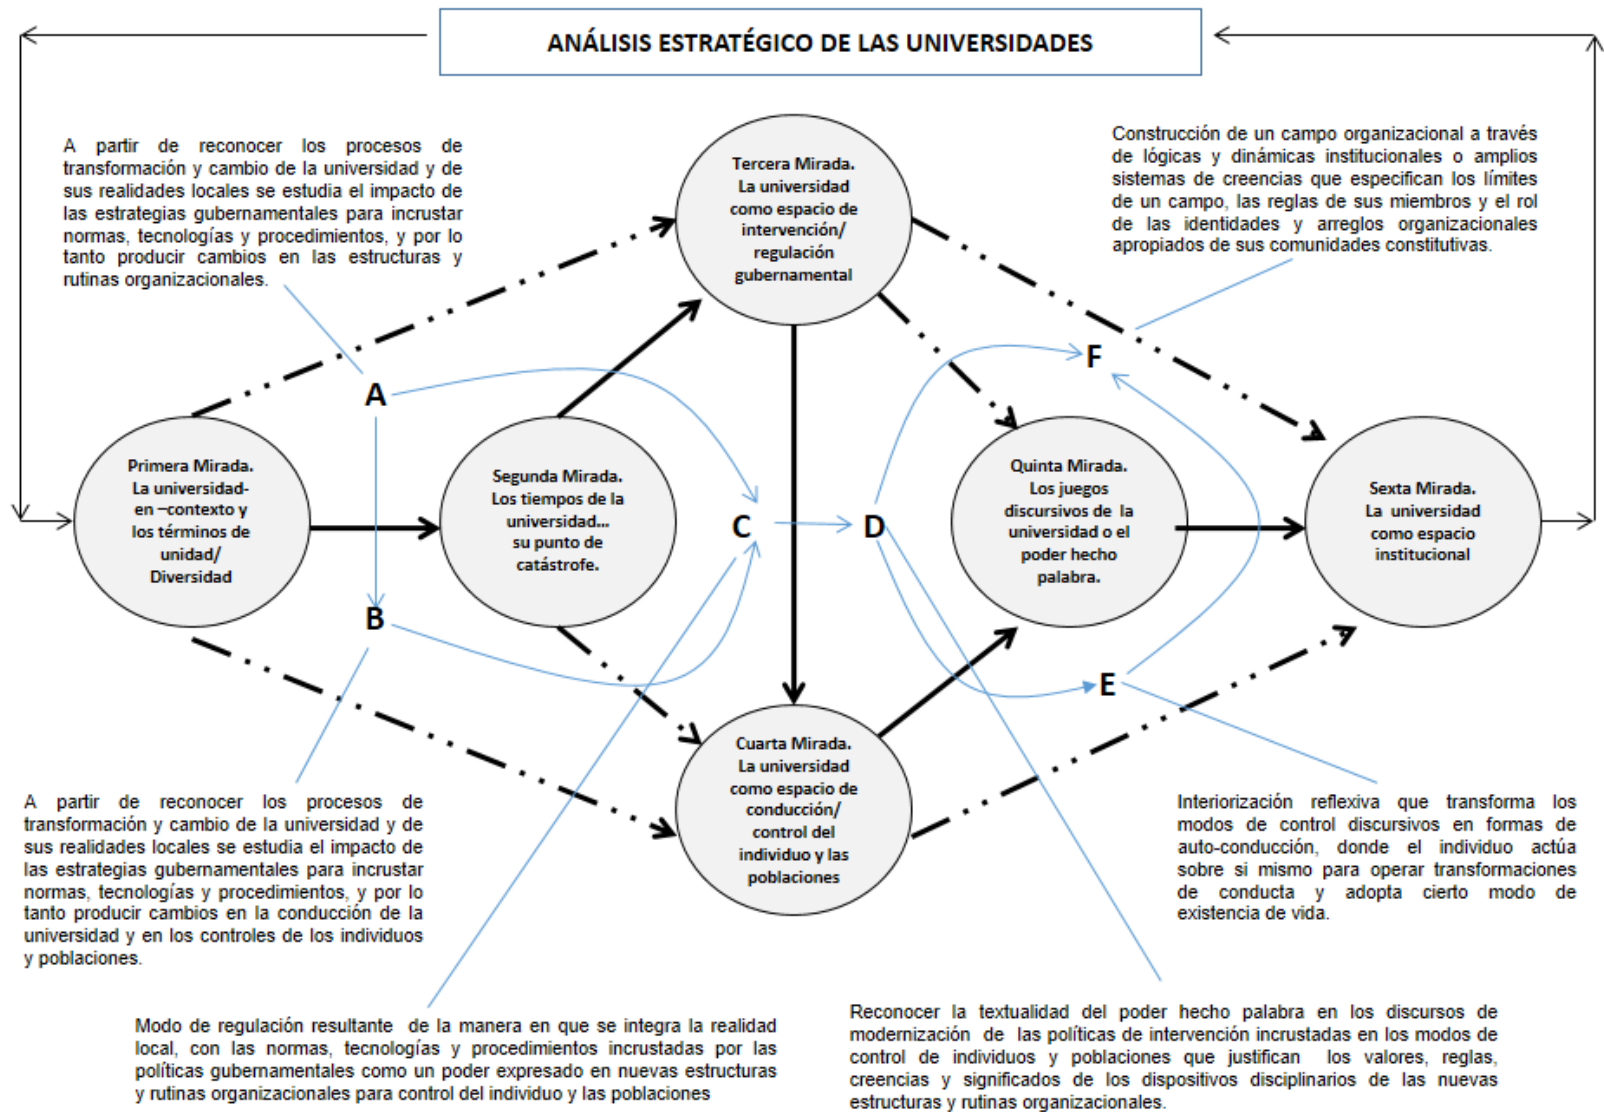 ANÁLISIS ESTRATÉGICO DE LAS UNIVERSIDADES
A partir de reconocer los procesos de
transformación y cambio de la universidad y de
sus realidades locales se estudia el impacto de
las estrategias gubernamentales para incrustar
normas, tecnologías y procedimientos, y por lo
tanto producir cambios en las estructuras y
rutinas organizacionales.
Tercera Mirada.
La universidad
como espacio de
intervención/
regulación
gubernamental
Construcción de un campo organizacional a través
de lógicas y dinámicas institucionales o amplios
sistemas de creencias que especifican los límites
de un campo, las reglas de sus miembros y el rol
de las identidades y arreglos organizacionales
apropiados de sus comunidades constitutivas.
A
F
Primera Mirada.
La universidad-
en –contexto y
los términos de
unidad/
Diversidad
Segunda Mirada.
Los tiempos de la
universidad...
su punto de
catástrofe.
C
D
Quinta Mirada.
Los juegos
discursivos de la
universidad o el
poder hecho
palabra.
Sexta Mirada.
La universidad
como espacio
institucional
B
E
Cuarta Mirada.
La universidad
como espacio de
conducción/
control del
individuo y las
poblaciones
A partir de reconocer los procesos de
transformación y cambio de la universidad y de
sus realidades locales se estudia el impacto de
las estrategias gubernamentales para incrustar
normas, tecnologías y procedimientos, y por lo
tanto producir cambios en la conducción de la
universidad y en los controles de los individuos
y poblaciones.
Interiorización reflexiva que transforma los
modos de control discursivos en formas de
auto-conducción, donde el individuo actúa
sobre si mismo para operar transformaciones
de conducta y adopta cierto modo de
existencia de vida.
Modo de regulación resultante de la manera en que se integra la realidad
local, con las normas, tecnologías y procedimientos incrustadas por las
políticas gubernamentales como un poder expresado en nuevas estructuras
y rutinas organizacionales para control del individuo y las poblaciones
Reconocer la textualidad del poder hecho palabra en los discursos de
modernización de las políticas de intervención incrustadas en los modos de
control de individuos y poblaciones que justifican los valores, reglas,
creencias y significados de los dispositivos disciplinarios de las nuevas
estructuras y rutinas organizacionales.